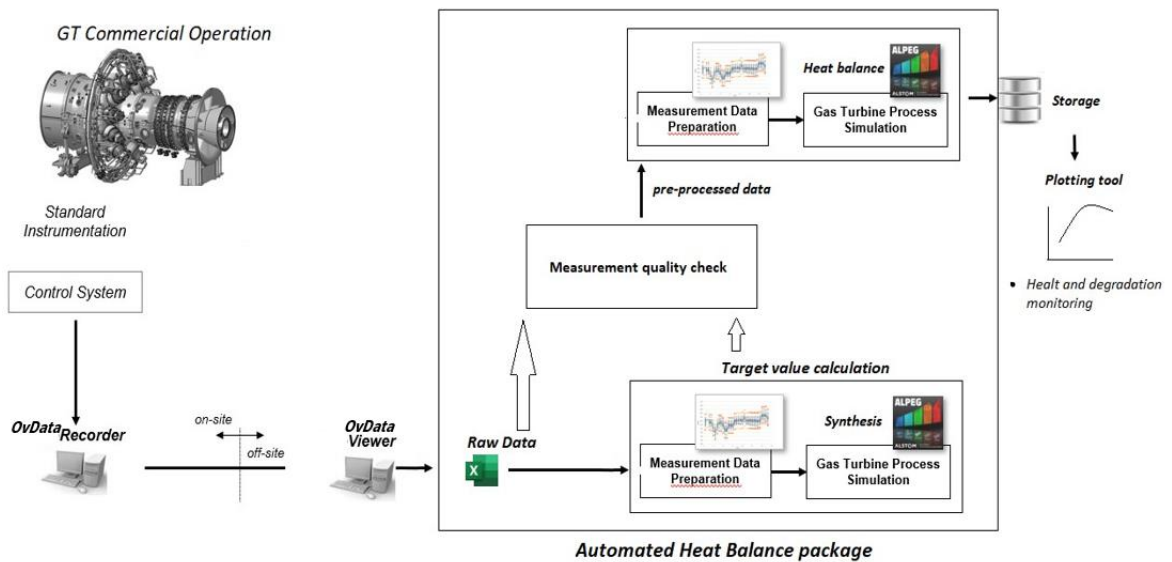 GT Commercial Operation
Standard
Instrumentation
Control System
OvData Recorder
on-site
off-site
OvData
Viewer
Raw Data
X
ALPEG
ALSTOM
Heat balance
Measurement Data
Preparation
Gas Turbine Process
Simulation
pre-processed data
Measurement quality check
Target value calculation
ALPEG
ALSTOM
Synthesis
Measurement Data
Preparation
Gas Turbine Process
Simulation
Automated Heat Balance package
Storage
Plotting tool
• Healt and degradation
monitoring